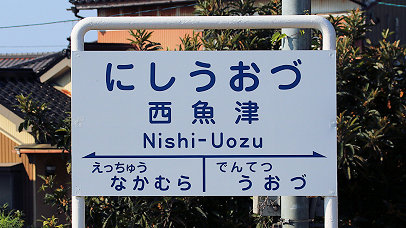 にしうおづ
西魚津
Nishi-Uozu
えっちゅう でんてつ
なかむら うおづ